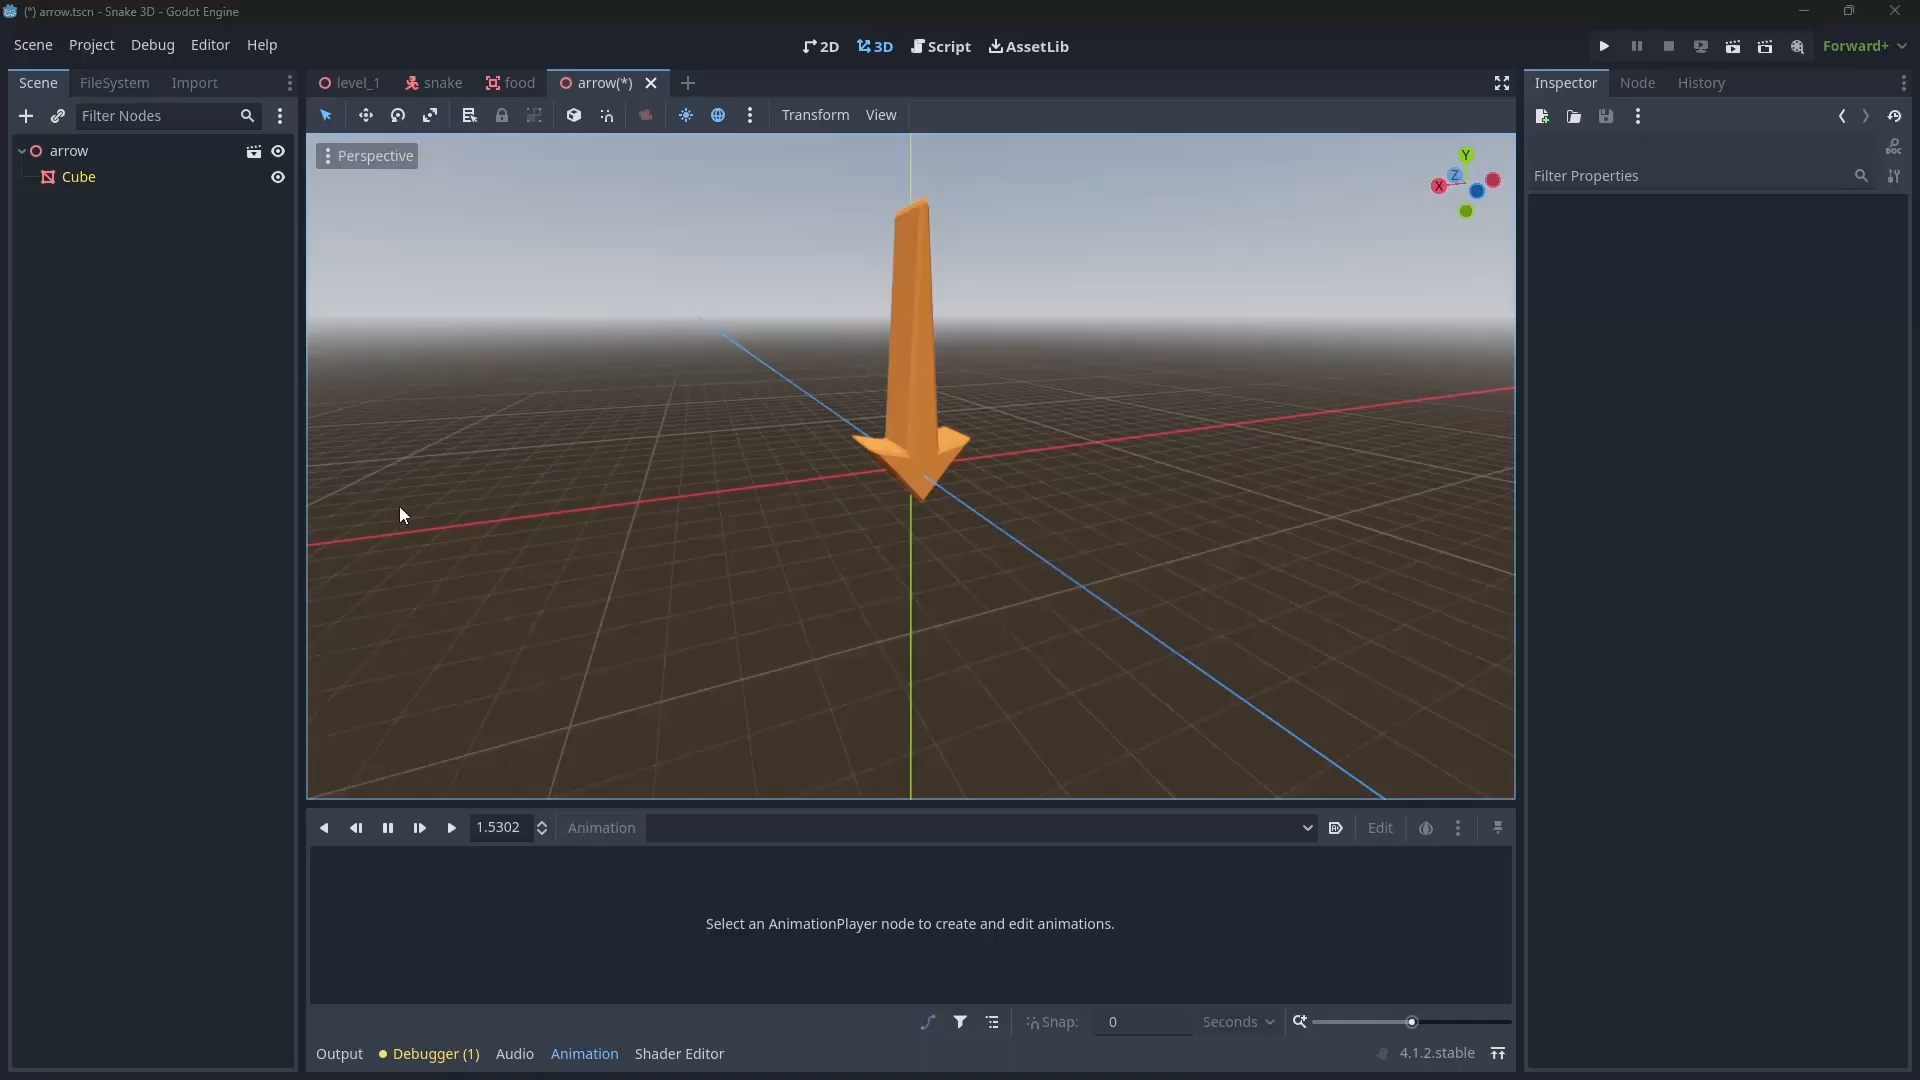 (*) arrow.tscn - Snake 3D - Godot Engine
Scene Project Debug Editor Help
2D 3D Script AssetLib
Forward+
Scene FileSystem Import
level_1 snake food arrow(*)
Inspector Node History
Filter Nodes
Transform View
arrow
Cube
Perspective
Y
Z
X
DOC
Filter Properties
1.5302 Animation Edit
Select an AnimationPlayer node to create and edit animations.
Snap: 0 Seconds
Output Debugger (1) Audio Animation Shader Editor 4.1.2.stable